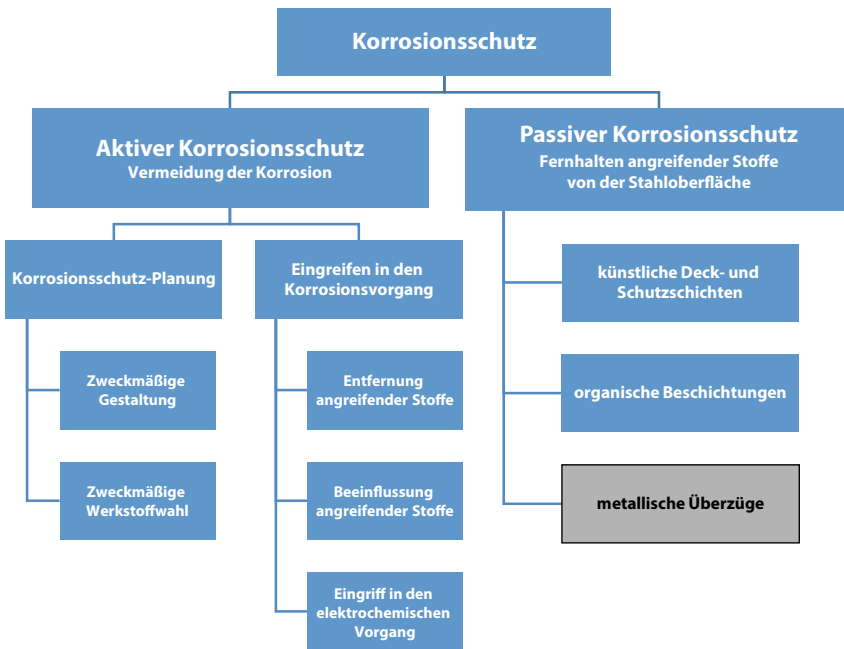 Korrosionsschutz
Aktiver Korrosionsschutz
Vermeidung der Korrosion
Passiver Korrosionsschutz
Fernhalten angreifender Stoffe
von der Stahloberfläche
Korrosionsschutz-Planung
Eingreifen in den
Korrosionsvorgang
künstliche Deck- und
Schutzschichten
Zweckmäßige
Gestaltung
Entfernung
angreifender Stoffe
organische Beschichtungen
Zweckmäßige
Werkstoffwahl
Beeinflussung
angreifender Stoffe
metallische Überzüge
Eingriff in den
elektrochemischen
Vorgang